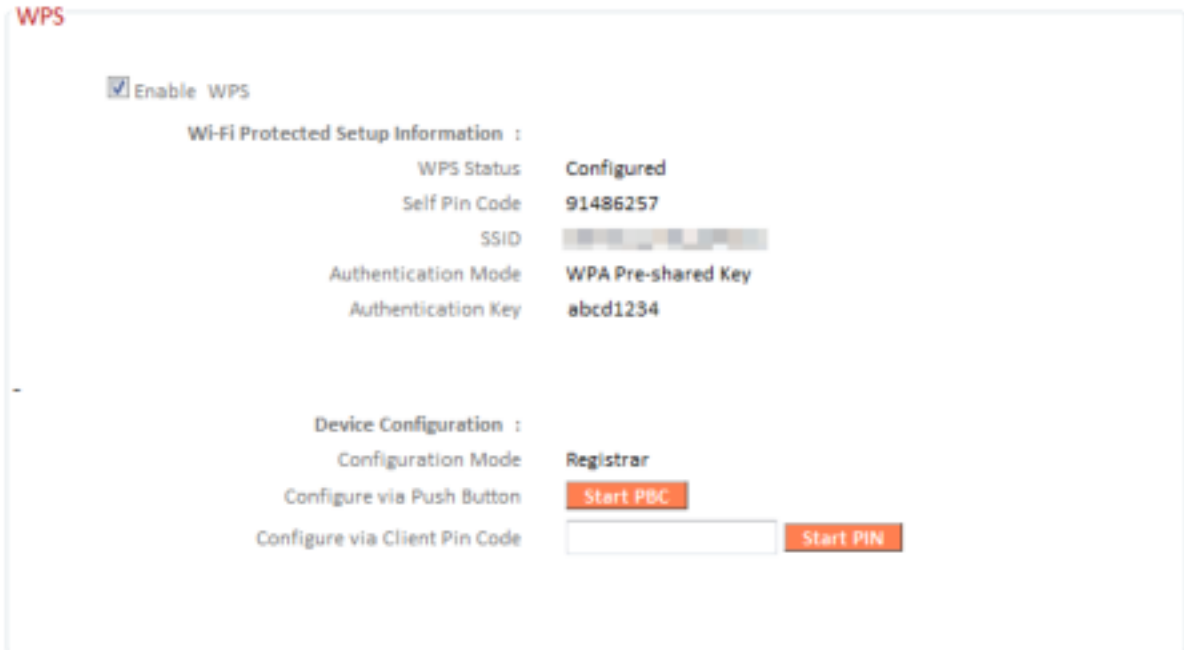 WPS
Enable WPS
Wi-Fi Protected Setup Information :
WPS Status Configured
Self Pin Code 91486257
SSID
Authentication Mode WPA Pre-shared Key
Authentication Key abcd1234
-
Device Configuration :
Configuration Mode Registrar
Configure via Push Button Start PBC
Configure via Client Pin Code Start PIN